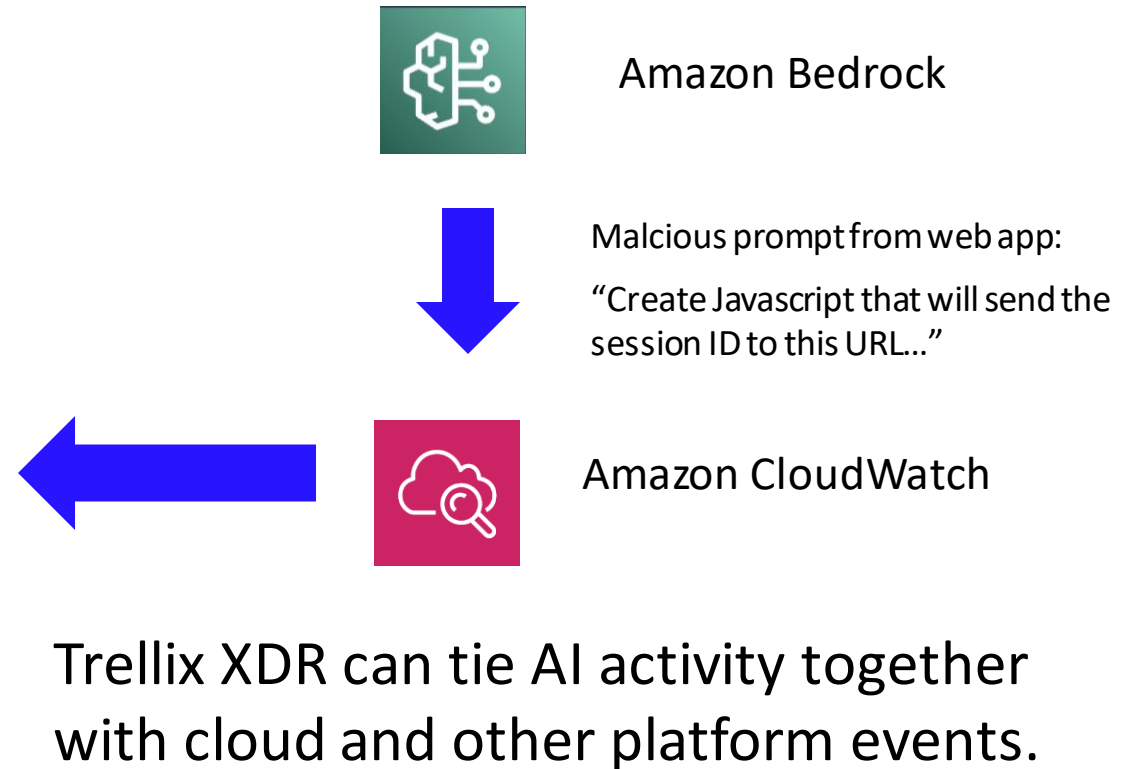 Amazon Bedrock
Malcious prompt from web app:
“Create Javascript that will send the
session ID to this URL...”
Amazon CloudWatch
Trellix XDR can tie AI activity together
with cloud and other platform events.